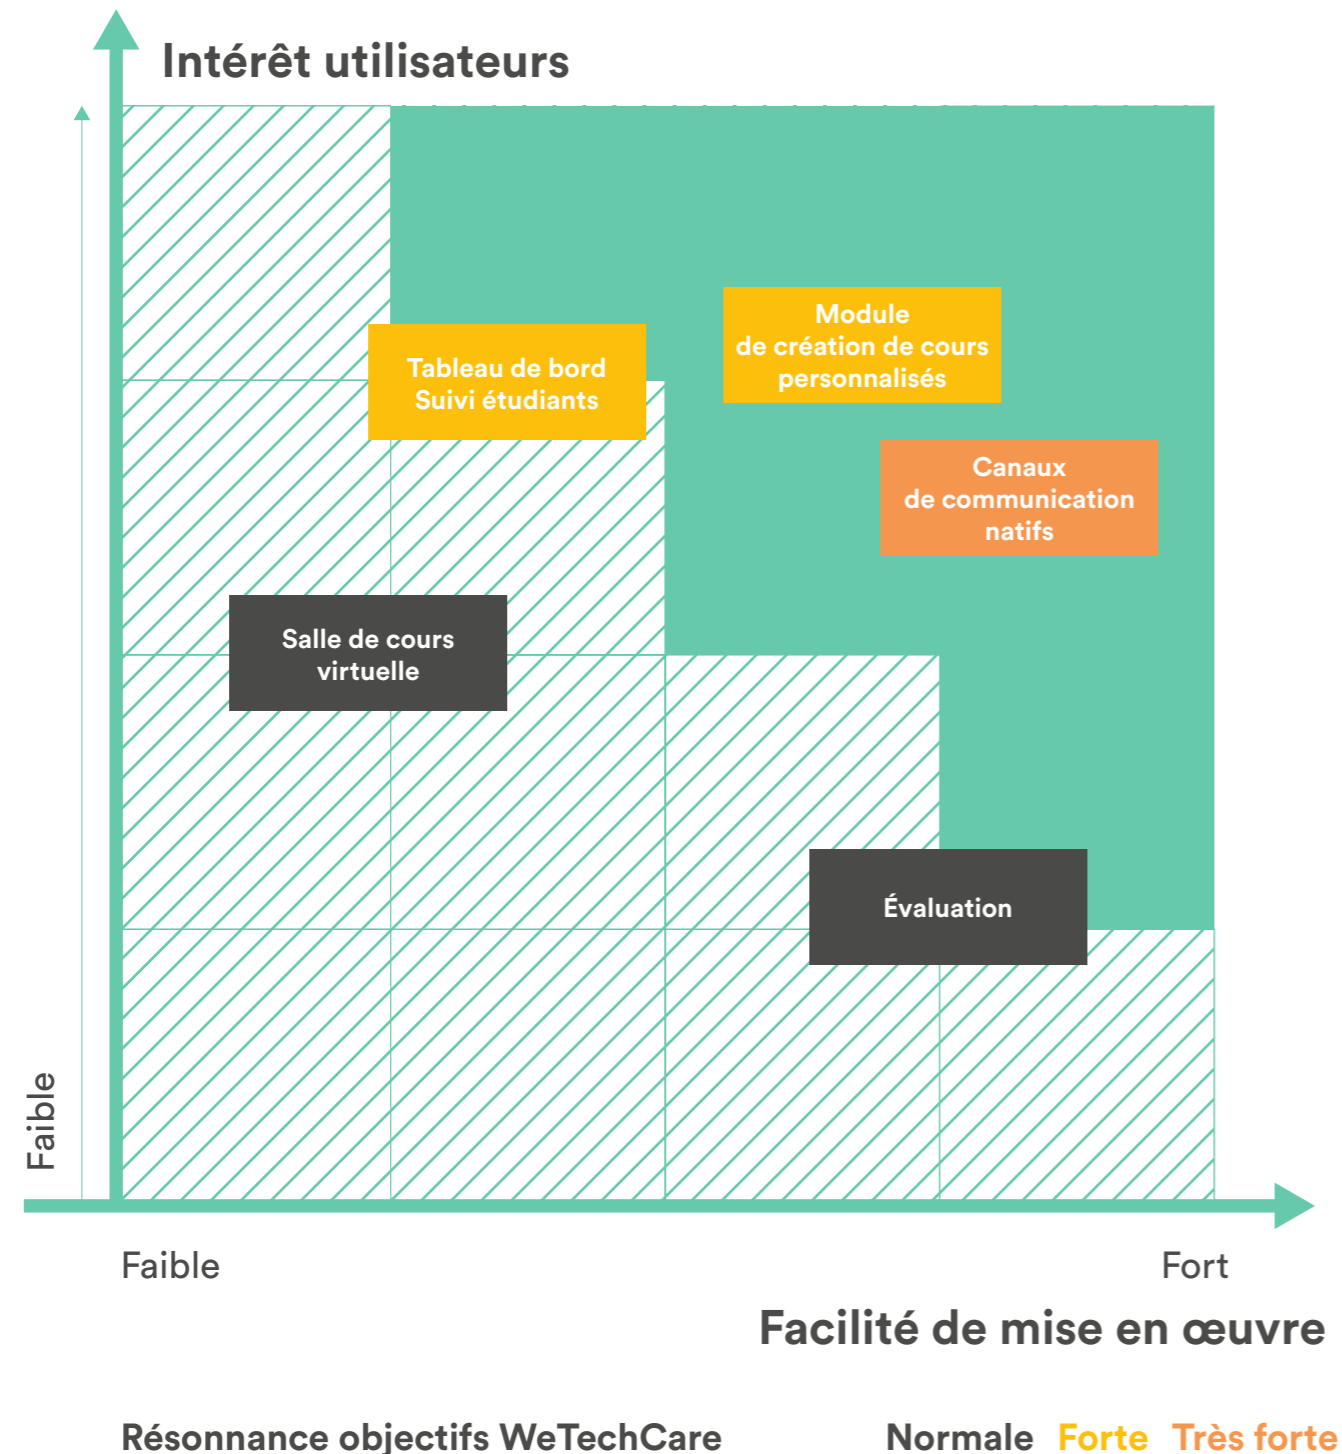 Intérêt utilisateurs
Module
de création de cours
personnalisés
Tableau de bord
Suivi étudiants
Canaux
de communication
natifs
Salle de cours
virtuelle
Évaluation
Faible
Faible
Fort
Facilité de mise en œuvre
Résonnance objectifs WeTechCare
Normale Forte Très forte